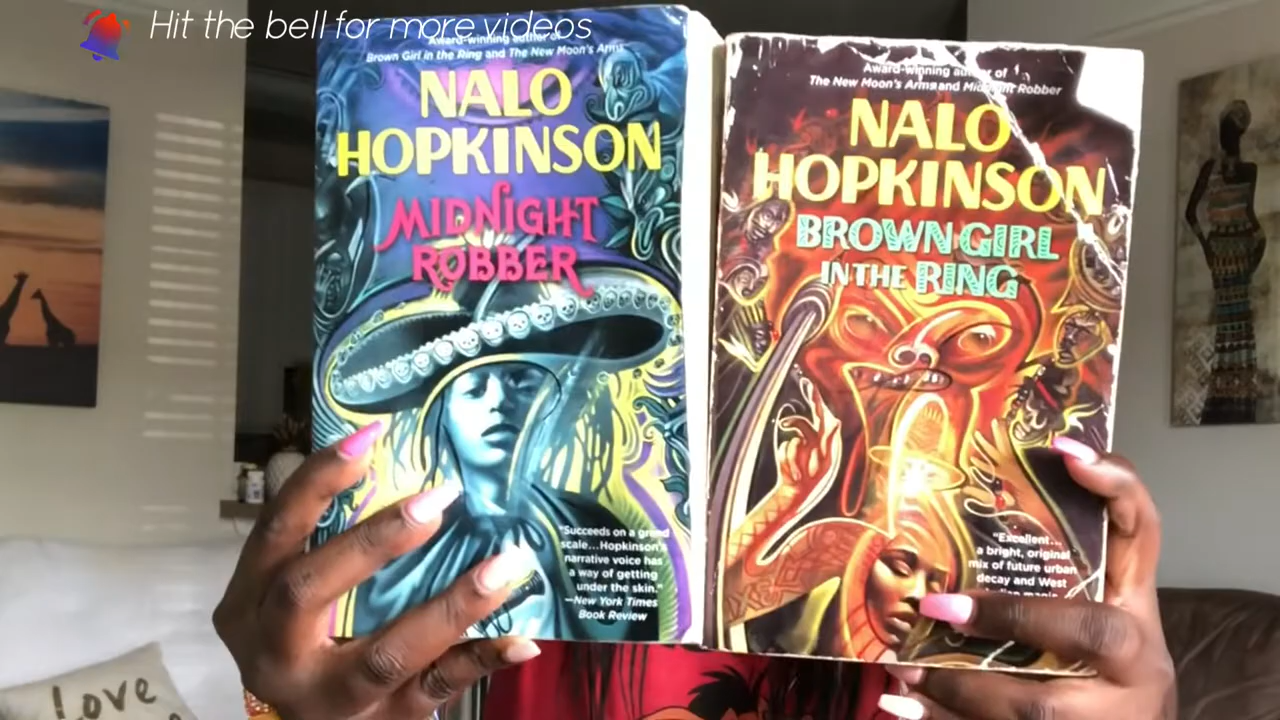 Hit the bell for more videos
Award-winning author of
Brown Girl in the Ring and The New Moon's Arms
NALO
HOPKINSON
MIDNIGHT
ROBBER
"Succeeds on a grand
scale...Hopkinson's
narrative voice has
a way of getting
under the skin."
—New York Times
Book Review
Award-winning author of
The New Moon's Arms and Midnight Robber
NALO
HOPKINSON
BROWN GIRL
IN THE RING
"Excellent...
a bright, original
mix of future urban
decay and West
magic
Love